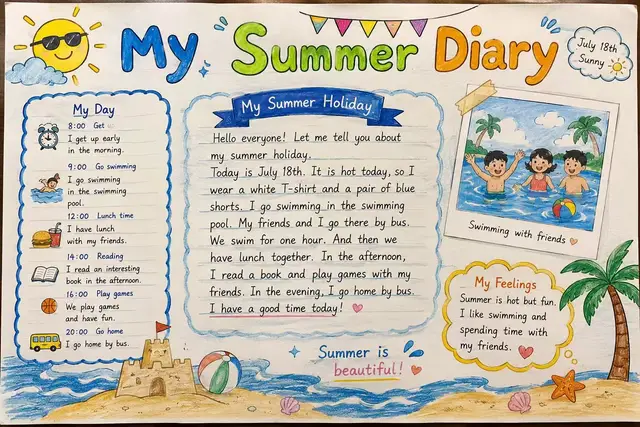 My Summer Diary
July 18th
Sunny
My Day
8:00 Get
I get up early
in the morning.
9:00 Go swimming
I go swimming
in the swimming
pool.
12:00 Lunch time
I have lunch
with my friends.
14:00 Reading
I read an interesting
book in the afternoon.
16:00 Play games
We play games
and have fun.
20:00 Go home
I go home by bus.
My Summer Holiday
Hello everyone! Let me tell you about
my summer holiday.
Today is July 18th. It is hot today, so I
wear a white T-shirt and a pair of blue
shorts. I go swimming in the swimming
pool. My friends and I go there by bus.
We swim for one hour. And then we
have lunch together. In the afternoon,
I read a book and play games with my
friends. In the evening, I go home by bus.
I have a good time today!
Swimming with friends
My Feelings
Summer is hot but fun.
I like swimming and
spending time with
my friends.
Summer is
beautiful!